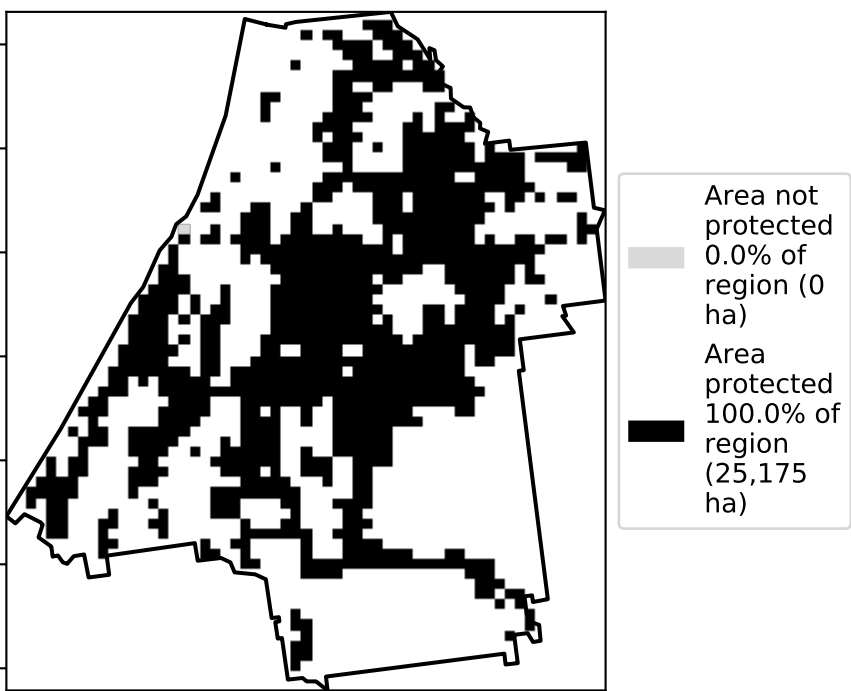 Area not
protected
0.0% of
region (0
ha)
Area
protected
100.0% of
region
(25,175
ha)